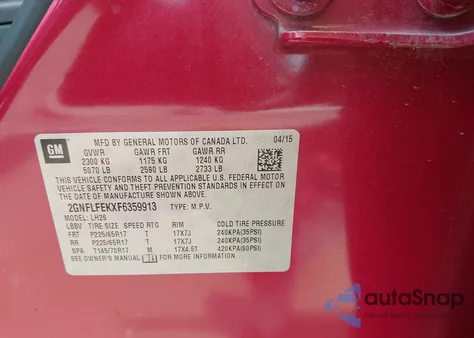 GM
MFD BY GENERAL MOTORS OF CANADA LTD. 04/15
GVWR GAWR FRT GAWR RR
2300 KG 1175 KG 1240 KG
5070 LB 2590 LB 2733 LB
THIS VEHICLE CONFORMS TO ALL APPLICABLE U.S. FEDERAL MOTOR
VEHICLE SAFETY, BUMPER, AND THEFT PREVENTION STANDARDS IN
EFFECT ON THE DATE OF MANUFACTURE SHOWN ABOVE.
2GNFLFEKXF6359913 TYPE: M.P.V.
MODEL: LH26
LBBV TIRE SIZE SPEED RTG RIM COLD TIRE PRESSURE
FRT P225/65R17 T 17X7J 240KPA(35PSI)
RR P225/65R17 T 17X7J 240KPA(35PSI)
SPA T145/70R17 M 17X4.5T 420KPA(60PSI)
SEE OWNER'S MANUAL FOR ADDITIONAL INFORMATION.
autoSnap